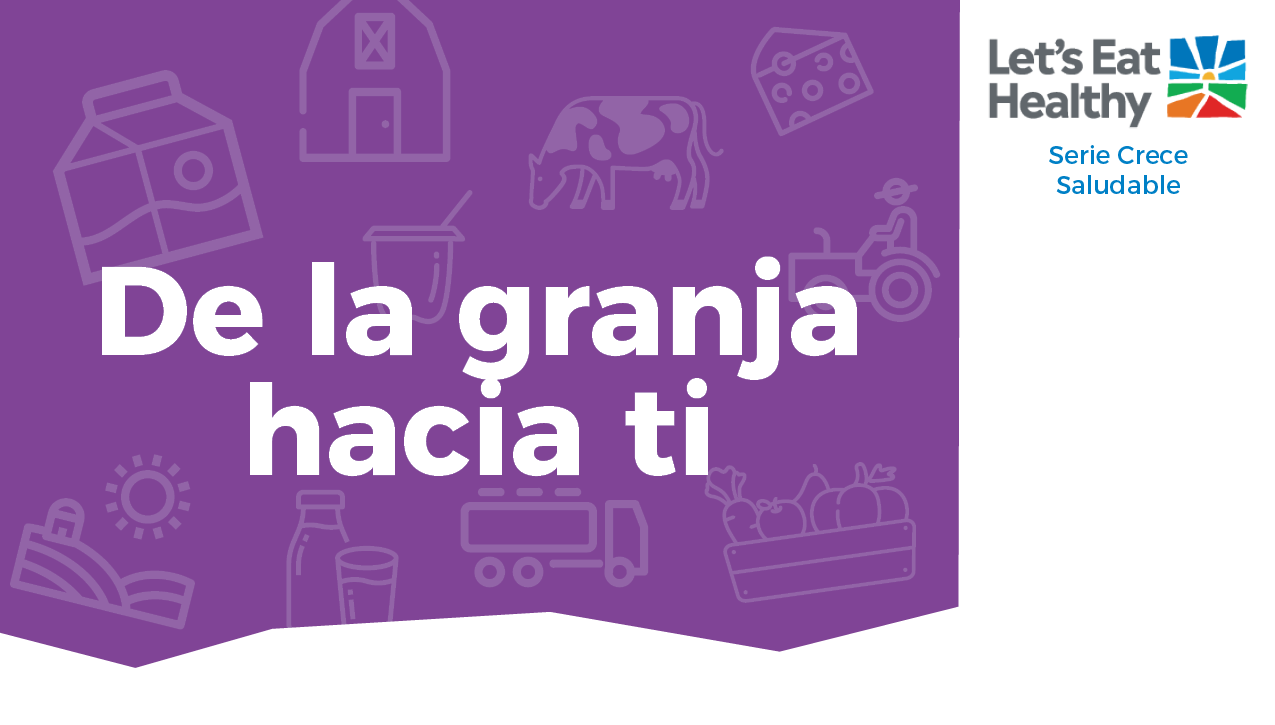 De la granja
hacia ti
Let's Eat
Healthy
Serie Crece
Saludable